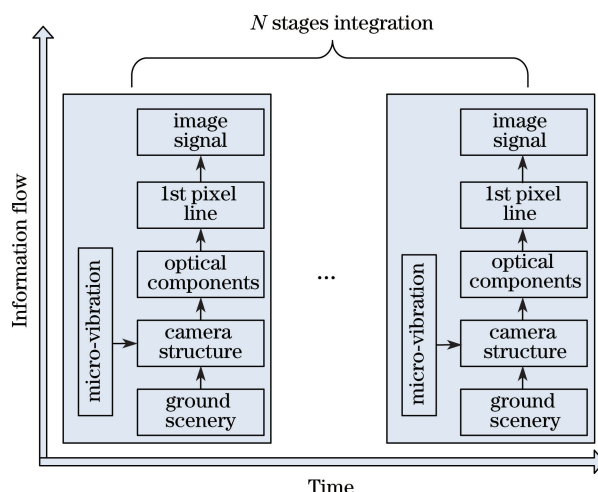 N stages integration
Information flow
image
signal
1st pixel
line
optical
components
micro-vibration
camera
structure
ground
scenery
...
image
signal
1st pixel
line
optical
components
micro-vibration
camera
structure
ground
scenery
Time